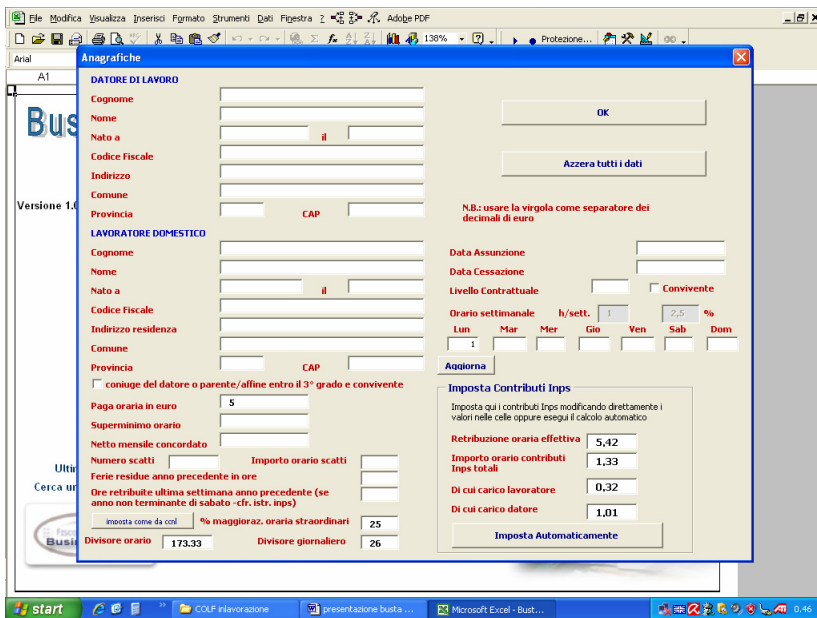 File Modifica Visualizza Inserisci Formato Strumenti Dati Finestra ? Adobe PDF
138% Protezione...
Arial
A1
Anagrafiche
Bus
Versione 1.0
Ultin
Cerca un
Busin
DATORE DI LAVORO
Cognome
Nome
Nato a il
Codice Fiscale
Indirizzo
Comune
Provincia CAP
OK
Azzera tutti i dati
N.B.: usare la virgola come separatore dei
decimali di euro
LAVORATORE DOMESTICO
Cognome
Nome
Nato a il
Codice Fiscale
Indirizzo residenza
Comune
Provincia CAP
coniuge del datore o parente/affine entro il 3° grado e convivente
Paga oraria in euro 5
Superminimo orario
Netto mensile concordato
Numero scatti Importo orario scatti
Ferie residue anno precedente in ore
Ore retribuite ultima settimana anno precedente (se
anno non terminante di sabato -cfr. istr. inps)
imposta come da ccnl % maggioraz. oraria straordinari 25
Divisore orario 173.33 Divisore giornaliero 26
Data Assunzione
Data Cessazione
Livello Contrattuale Convivente
Orario settimanale h/sett. 1 2,5 %
Lun Mar Mer Gio Ven Sab Dom
1
Aggiorna
Imposta Contributi Inps
Imposta qui i contributi Inps modificando direttamente i
valori nelle celle oppure esegui il calcolo automatico
Retribuzione oraria effettiva 5,42
Importo orario contributi
Inps totali 1,33
Di cui carico lavoratore 0,32
Di cui carico datore 1,01
Imposta Automaticamente
start COLF inlavorazione presentazione busta ... Microsoft Excel - Bust... 0.46